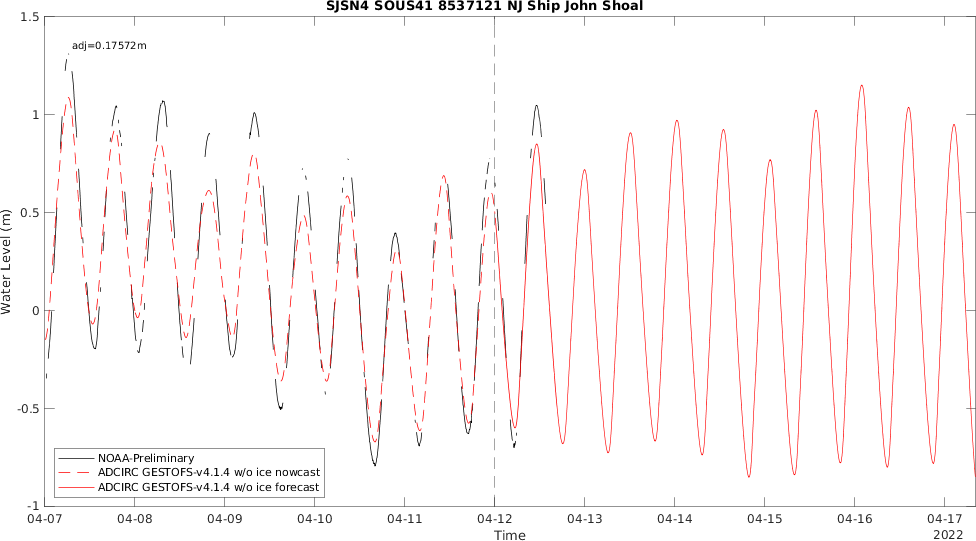 SJSN4 SOUS41 8537121 NJ Ship John Shoal
adj=0.17572m
1.5
1
0.5
0
-0.5
-1
Water Level (m)
NOAA-Preliminary
ADCIRC GESTOFS-v4.1.4 w/o ice nowcast
ADCIRC GESTOFS-v4.1.4 w/o ice forecast
04-07 04-08 04-09 04-10 04-11 04-12 04-13 04-14 04-15 04-16 04-17
Time
2022